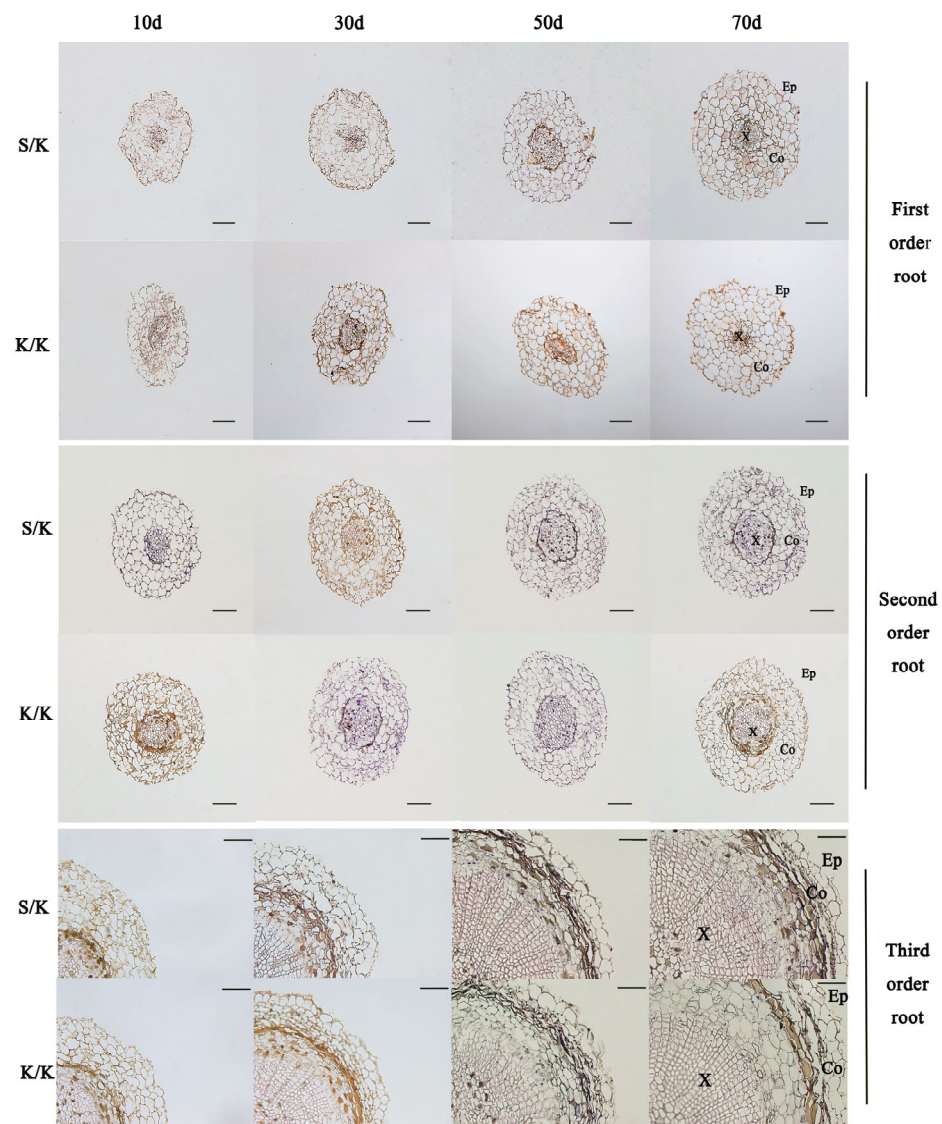 10d 30d 50d 70d
S/K
Ep
X
Co
K/K
Ep
X
Co
First
order
root
S/K
Ep
Co
X
K/K
Ep
X
Co
Second
order
root
S/K
Ep
Co
X
K/K
Ep
Co
X
Third
order
root